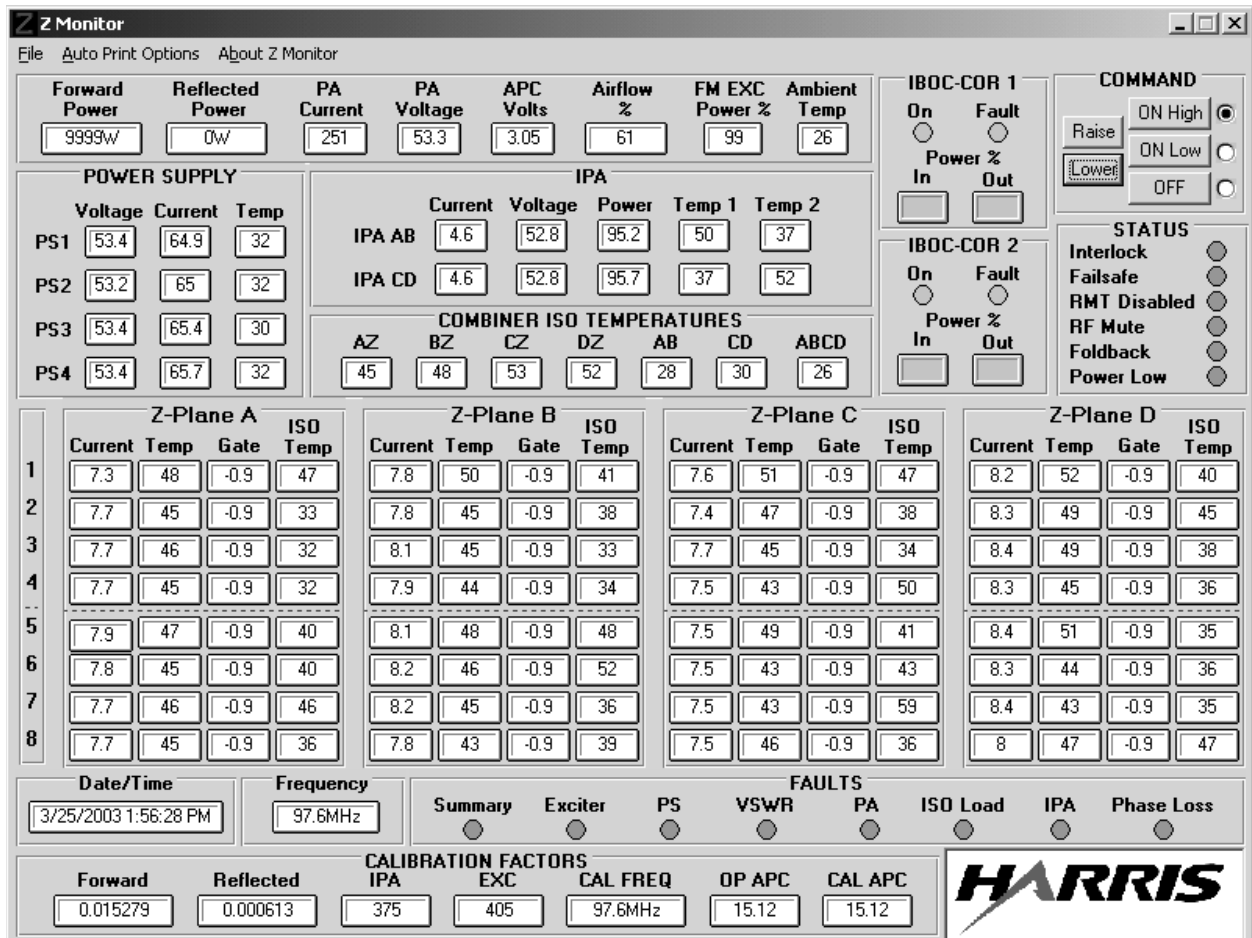 Z Monitor
File Auto Print Options About Z Monitor
Forward Power Reflected Power PA Current PA Voltage APC Volts Airflow % FM EXC Power % Ambient Temp
9999W 0W 251 53.3 3.05 61 99 26
IBOC-COR 1
On Fault
Power %
In Out
COMMAND
Raise ON High
Lower ON Low
OFF
POWER SUPPLY
Voltage Current Temp
PS1 53.4 64.9 32
PS2 53.2 65 32
PS3 53.4 65.4 30
PS4 53.4 65.7 32
IPA
Current Voltage Power Temp 1 Temp 2
IPA AB 4.6 52.8 95.2 50 37
IPA CD 4.6 52.8 95.7 37 52
COMBINER ISO TEMPERATURES
AZ BZ CZ DZ AB CD ABCD
45 48 53 52 28 30 26
IBOC-COR 2
On Fault
Power %
In Out
STATUS
Interlock
Failsafe
RMT Disabled
RF Mute
Foldback
Power Low
Z-Plane A Z-Plane B Z-Plane C Z-Plane D
Current Temp Gate ISO Temp Current Temp Gate ISO Temp Current Temp Gate ISO Temp Current Temp Gate ISO Temp
1 7.3 48 -0.9 47 7.8 50 -0.9 41 7.6 51 -0.9 47 8.2 52 -0.9 40
2 7.7 45 -0.9 33 7.8 45 -0.9 38 7.4 47 -0.9 38 8.3 49 -0.9 45
3 7.7 46 -0.9 32 8.1 45 -0.9 33 7.7 45 -0.9 34 8.4 49 -0.9 38
4 7.7 45 -0.9 32 7.9 44 -0.9 34 7.5 43 -0.9 50 8.3 45 -0.9 36
5 7.9 47 -0.9 40 8.1 48 -0.9 48 7.5 49 -0.9 41 8.4 51 -0.9 35
6 7.8 45 -0.9 40 8.2 46 -0.9 52 7.5 43 -0.9 43 8.3 44 -0.9 36
7 7.7 46 -0.9 46 8.2 45 -0.9 36 7.5 43 -0.9 59 8.4 43 -0.9 35
8 7.7 45 -0.9 36 7.8 43 -0.9 39 7.5 46 -0.9 36 8 47 -0.9 47
Date/Time
3/25/2003 1:56:28 PM
Frequency
97.6MHz
FAULTS
Summary Exciter PS VSWR PA ISO Load IPA Phase Loss
CALIBRATION FACTORS
Forward Reflected IPA EXC CAL FREQ OP APC CAL APC
0.015279 0.000613 375 405 97.6MHz 15.12 15.12
HARRIS